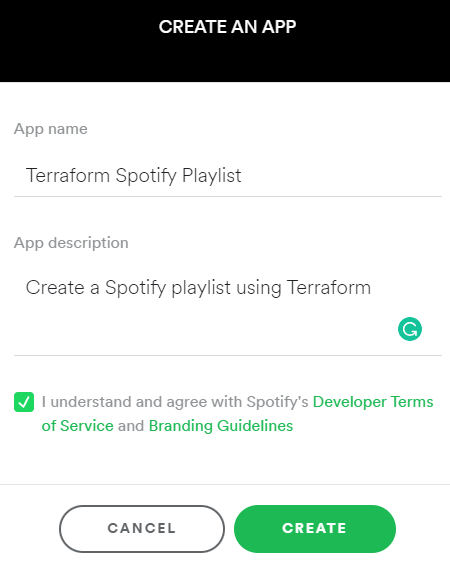 CREATE AN APP
App name
Terraform Spotify Playlist
App description
Create a Spotify playlist using Terraform
I understand and agree with Spotify's Developer Terms
of Service and Branding Guidelines
CANCEL
CREATE